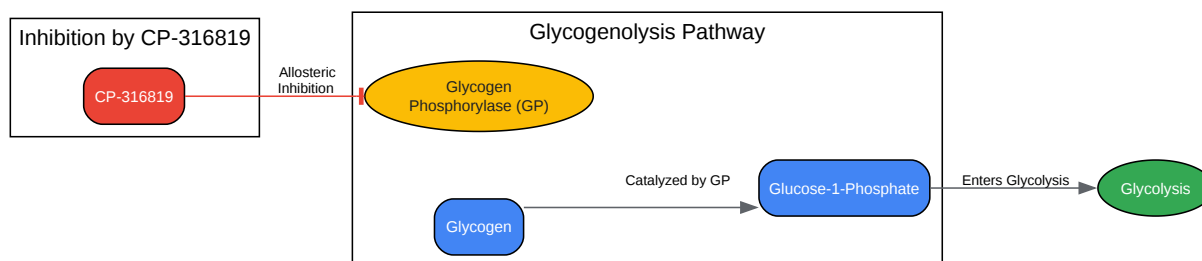 Inhibition by CP-316819
CP-316819
Allosteric
Inhibition
Glycogenolysis Pathway
Glycogen
Phosphorylase (GP)
Glycogen
Catalyzed by GP
Glucose-1-Phosphate
Enters Glycolysis
Glycolysis